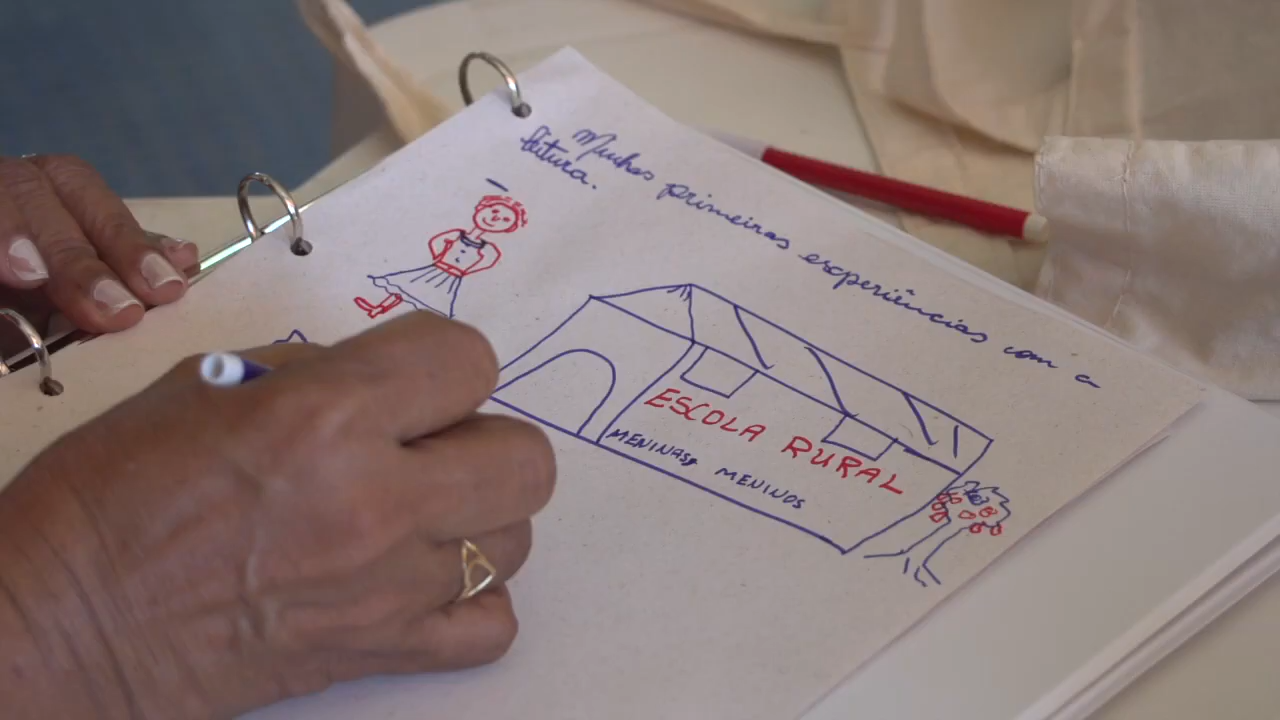 Minhas primeiras experiências com a
leitura.
ESCOLA RURAL
MENINAS, MENINOS